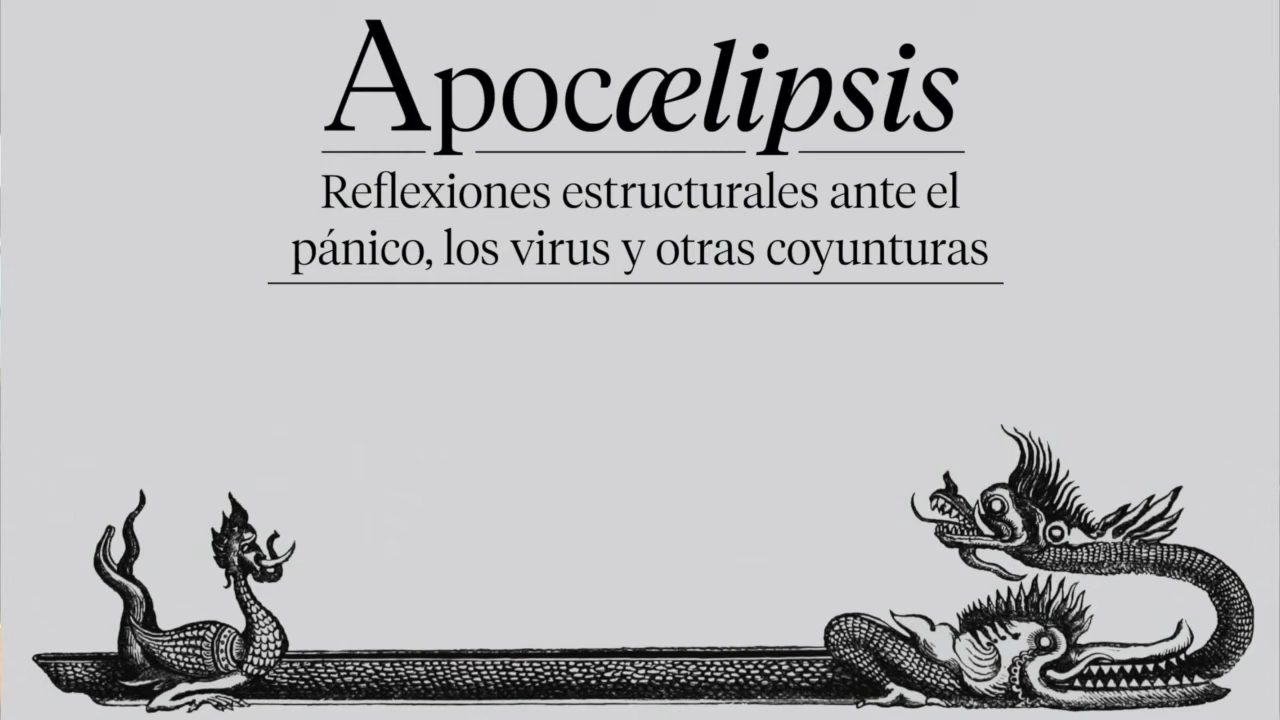 Apocælipsis
Reflexiones estructurales ante el
pánico, los virus y otras coyunturas